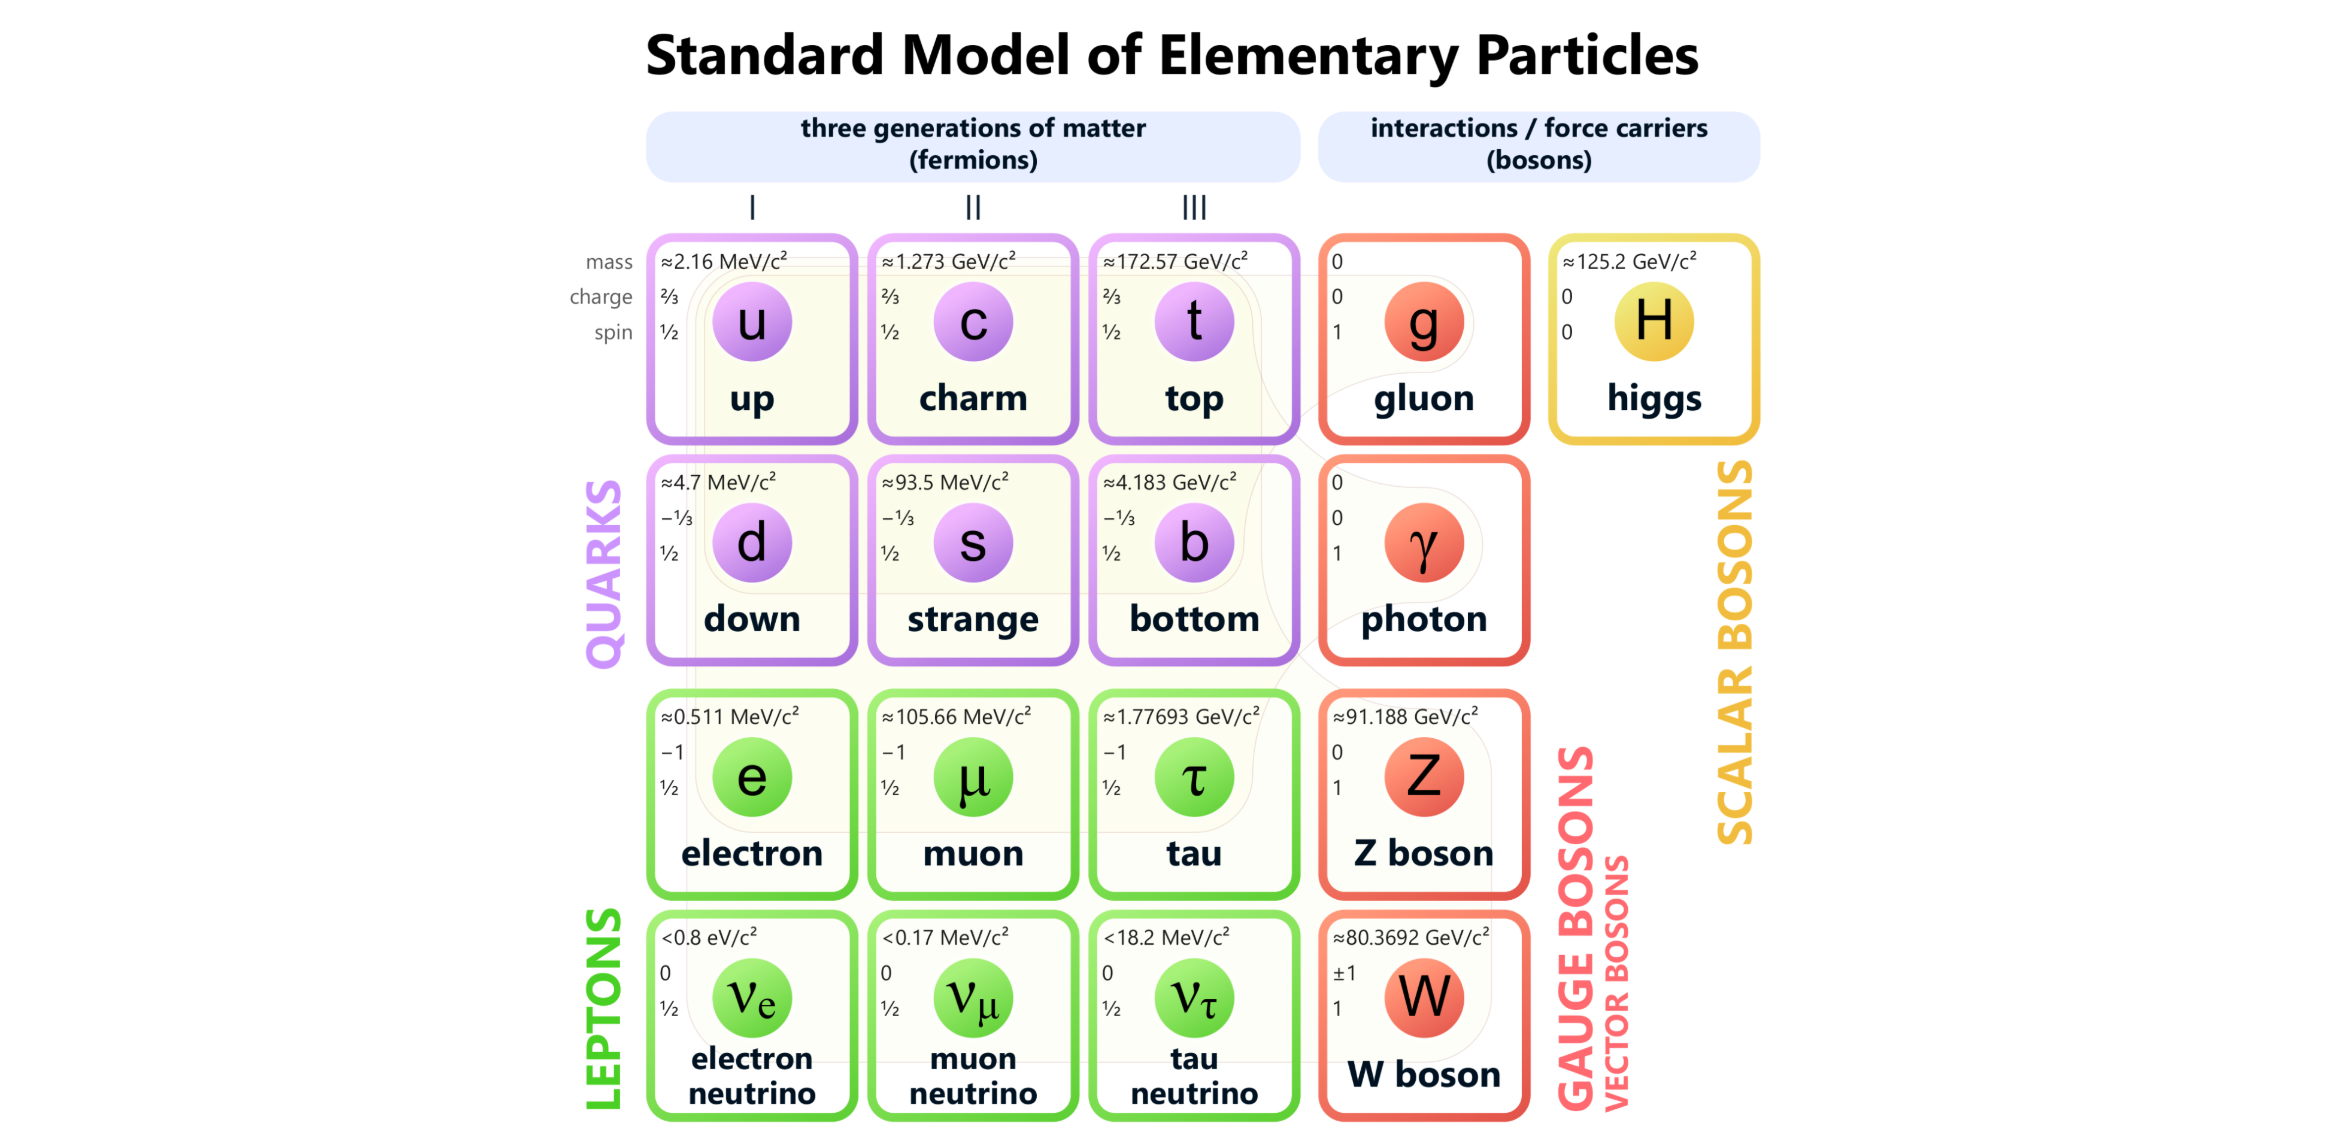 Standard Model of Elementary Particles
three generations of matter
(fermions)
interactions / force carriers
(bosons)
I
II
III
mass
charge
spin
≈2.16 MeV/c²
⅔
½
u
up
≈1.273 GeV/c²
⅔
½
c
charm
≈172.57 GeV/c²
⅔
½
t
top
0
0
1
g
gluon
≈125.2 GeV/c²
0
0
H
higgs
QUARKS
≈4.7 MeV/c²
−⅓
½
d
down
≈93.5 MeV/c²
−⅓
½
s
strange
≈4.183 GeV/c²
−⅓
½
b
bottom
0
0
1
γ
photon
SCALAR BOSONS
LEPTONS
≈0.511 MeV/c²
−1
½
e
electron
≈105.66 MeV/c²
−1
½
μ
muon
≈1.77693 GeV/c²
−1
½
τ
tau
≈91.188 GeV/c²
0
1
Z
Z boson
<0.8 eV/c²
0
½
νe
electron
neutrino
<0.17 MeV/c²
0
½
νμ
muon
neutrino
<18.2 MeV/c²
0
½
ντ
tau
neutrino
≈80.3692 GeV/c²
±1
1
W
W boson
GAUGE BOSONS
VECTOR BOSONS